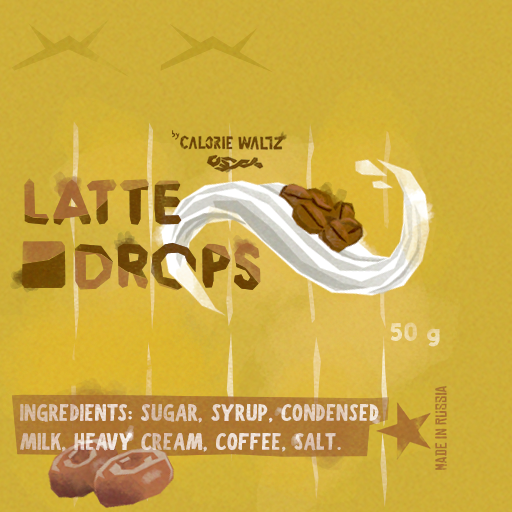 by CALORIE WALTZ
LATTE
DROPS
50 g
INGREDIENTS: SUGAR, SYRUP, CONDENSED
MILK, HEAVY CREAM, COFFEE, SALT.
MADE IN RUSSIA